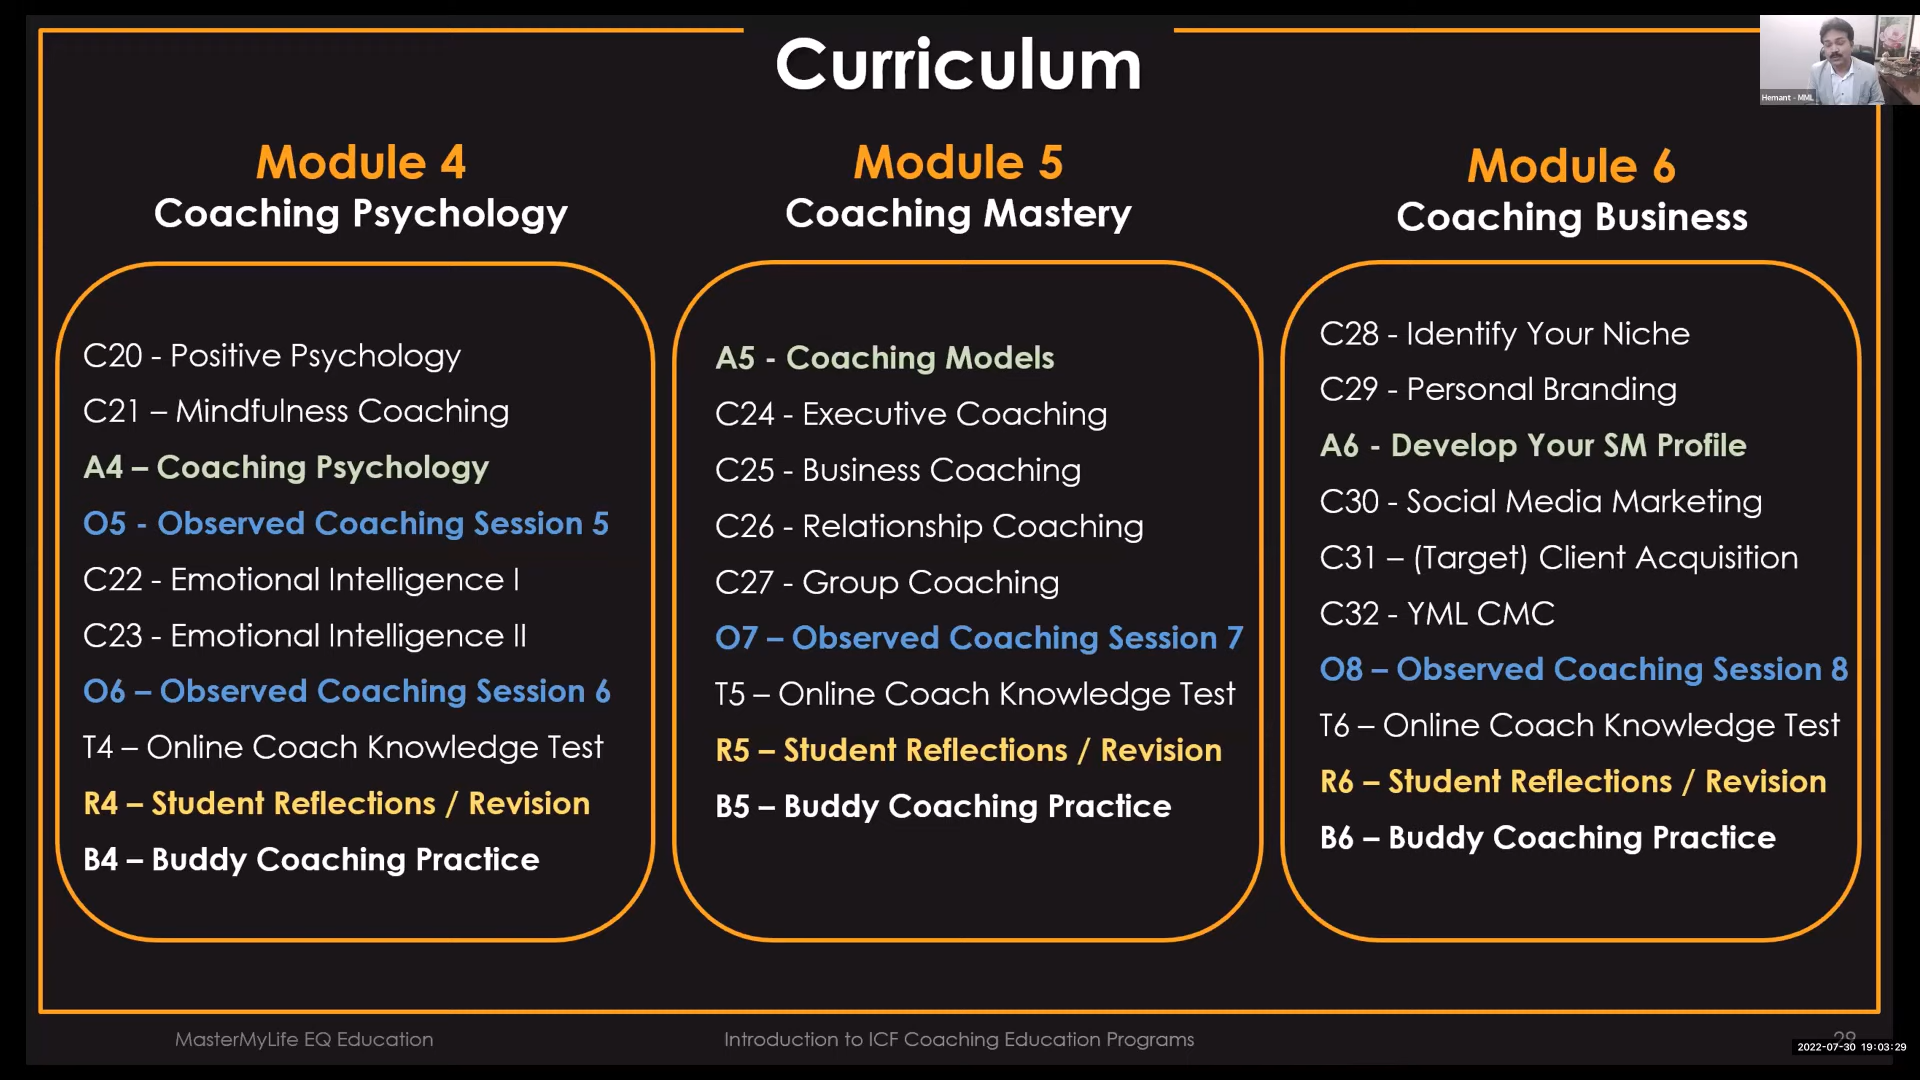 Curriculum
Hemant - MML
Module 4
Coaching Psychology
C20 - Positive Psychology
C21 – Mindfulness Coaching
A4 – Coaching Psychology
O5 - Observed Coaching Session 5
C22 - Emotional Intelligence I
C23 - Emotional Intelligence II
O6 – Observed Coaching Session 6
T4 – Online Coach Knowledge Test
R4 – Student Reflections / Revision
B4 – Buddy Coaching Practice
Module 5
Coaching Mastery
A5 - Coaching Models
C24 - Executive Coaching
C25 - Business Coaching
C26 - Relationship Coaching
C27 - Group Coaching
O7 – Observed Coaching Session 7
T5 – Online Coach Knowledge Test
R5 – Student Reflections / Revision
B5 – Buddy Coaching Practice
Module 6
Coaching Business
C28 - Identify Your Niche
C29 - Personal Branding
A6 - Develop Your SM Profile
C30 - Social Media Marketing
C31 – (Target) Client Acquisition
C32 - YML CMC
O8 – Observed Coaching Session 8
T6 – Online Coach Knowledge Test
R6 – Student Reflections / Revision
B6 – Buddy Coaching Practice
MasterMyLife EQ Education
Introduction to ICF Coaching Education Programs
2022-07-30 19:03:29